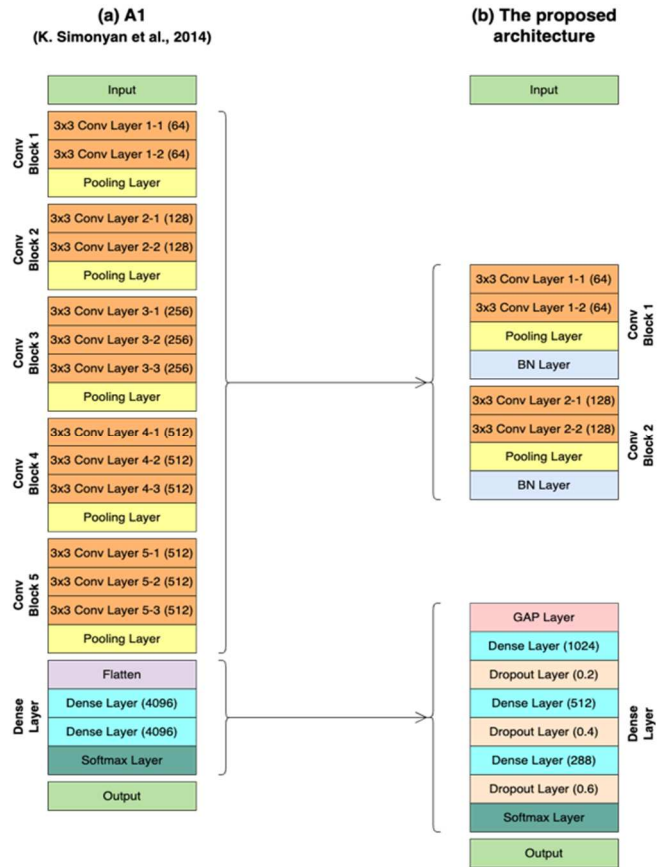 (a) A1
(K. Simonyan et al., 2014)
Input
Conv
Block 1
3x3 Conv Layer 1-1 (64)
3x3 Conv Layer 1-2 (64)
Pooling Layer
Conv
Block 2
3x3 Conv Layer 2-1 (128)
3x3 Conv Layer 2-2 (128)
Pooling Layer
Conv
Block 3
3x3 Conv Layer 3-1 (256)
3x3 Conv Layer 3-2 (256)
3x3 Conv Layer 3-3 (256)
Pooling Layer
Conv
Block 4
3x3 Conv Layer 4-1 (512)
3x3 Conv Layer 4-2 (512)
3x3 Conv Layer 4-3 (512)
Pooling Layer
Conv
Block 5
3x3 Conv Layer 5-1 (512)
3x3 Conv Layer 5-2 (512)
3x3 Conv Layer 5-3 (512)
Pooling Layer
Dense
Layer
Flatten
Dense Layer (4096)
Dense Layer (4096)
Softmax Layer
Output
(b) The proposed
architecture
Input
3x3 Conv Layer 1-1 (64)
3x3 Conv Layer 1-2 (64)
Pooling Layer
BN Layer
Conv
Block 1
3x3 Conv Layer 2-1 (128)
3x3 Conv Layer 2-2 (128)
Pooling Layer
BN Layer
Conv
Block 2
GAP Layer
Dense Layer (1024)
Dropout Layer (0.2)
Dense Layer (512)
Dropout Layer (0.4)
Dense Layer (288)
Dropout Layer (0.6)
Softmax Layer
Dense
Layer
Output